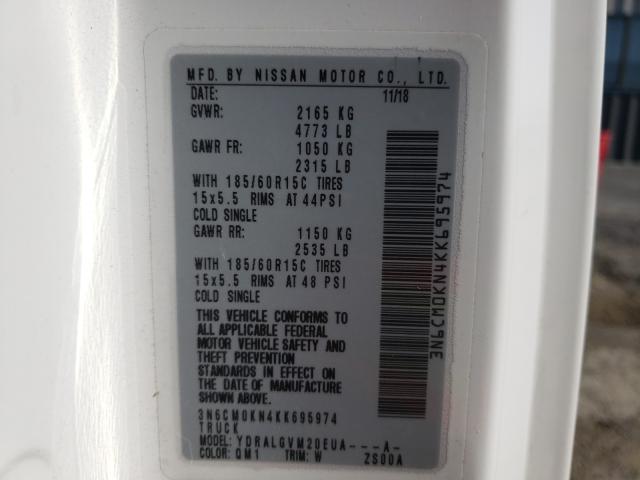 MFD. BY NISSAN MOTOR CO., LTD.
DATE: 11/18
GVWR: 2165 KG
4773 LB
GAWR FR: 1050 KG
2315 LB
WITH 185/60R15C TIRES
15x5.5 RIMS AT 44PSI
COLD SINGLE
GAWR RR: 1150 KG
2535 LB
WITH 185/60R15C TIRES
15x5.5 RIMS AT 48 PSI
COLD SINGLE
THIS VEHICLE CONFORMS TO
ALL APPLICABLE FEDERAL
MOTOR VEHICLE SAFETY AND
THEFT PREVENTION
STANDARDS IN EFFECT ON
THE DATE OF MANUFACTURE
SHOWN ABOVE.
3N6CM0KN4KK695974
TRUCK
MODEL: YDRALGVM20EUA---A-
COLOR: QM1 TRIM: W ZS00A
3N6CM0KN4KK695974